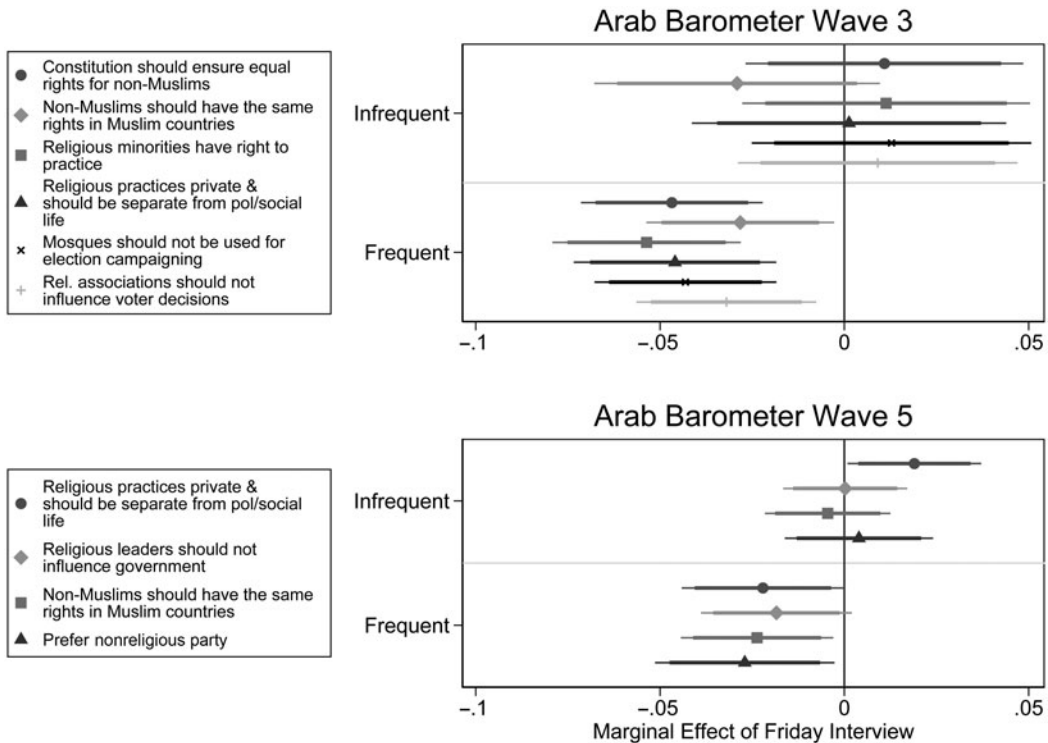 Arab Barometer Wave 3
Constitution should ensure equal
rights for non-Muslims
Non-Muslims should have the same
rights in Muslim countries
Religious minorities have right to
practice
Religious practices private &
should be separate from pol/social
life
Mosques should not be used for
election campaigning
Rel. associations should not
influence voter decisions
Infrequent
Frequent
-.1 -.05 0 .05
Arab Barometer Wave 5
Religious practices private &
should be separate from pol/social
life
Religious leaders should not
influence government
Non-Muslims should have the same
rights in Muslim countries
Prefer nonreligious party
Infrequent
Frequent
-.1 -.05 0 .05
Marginal Effect of Friday Interview